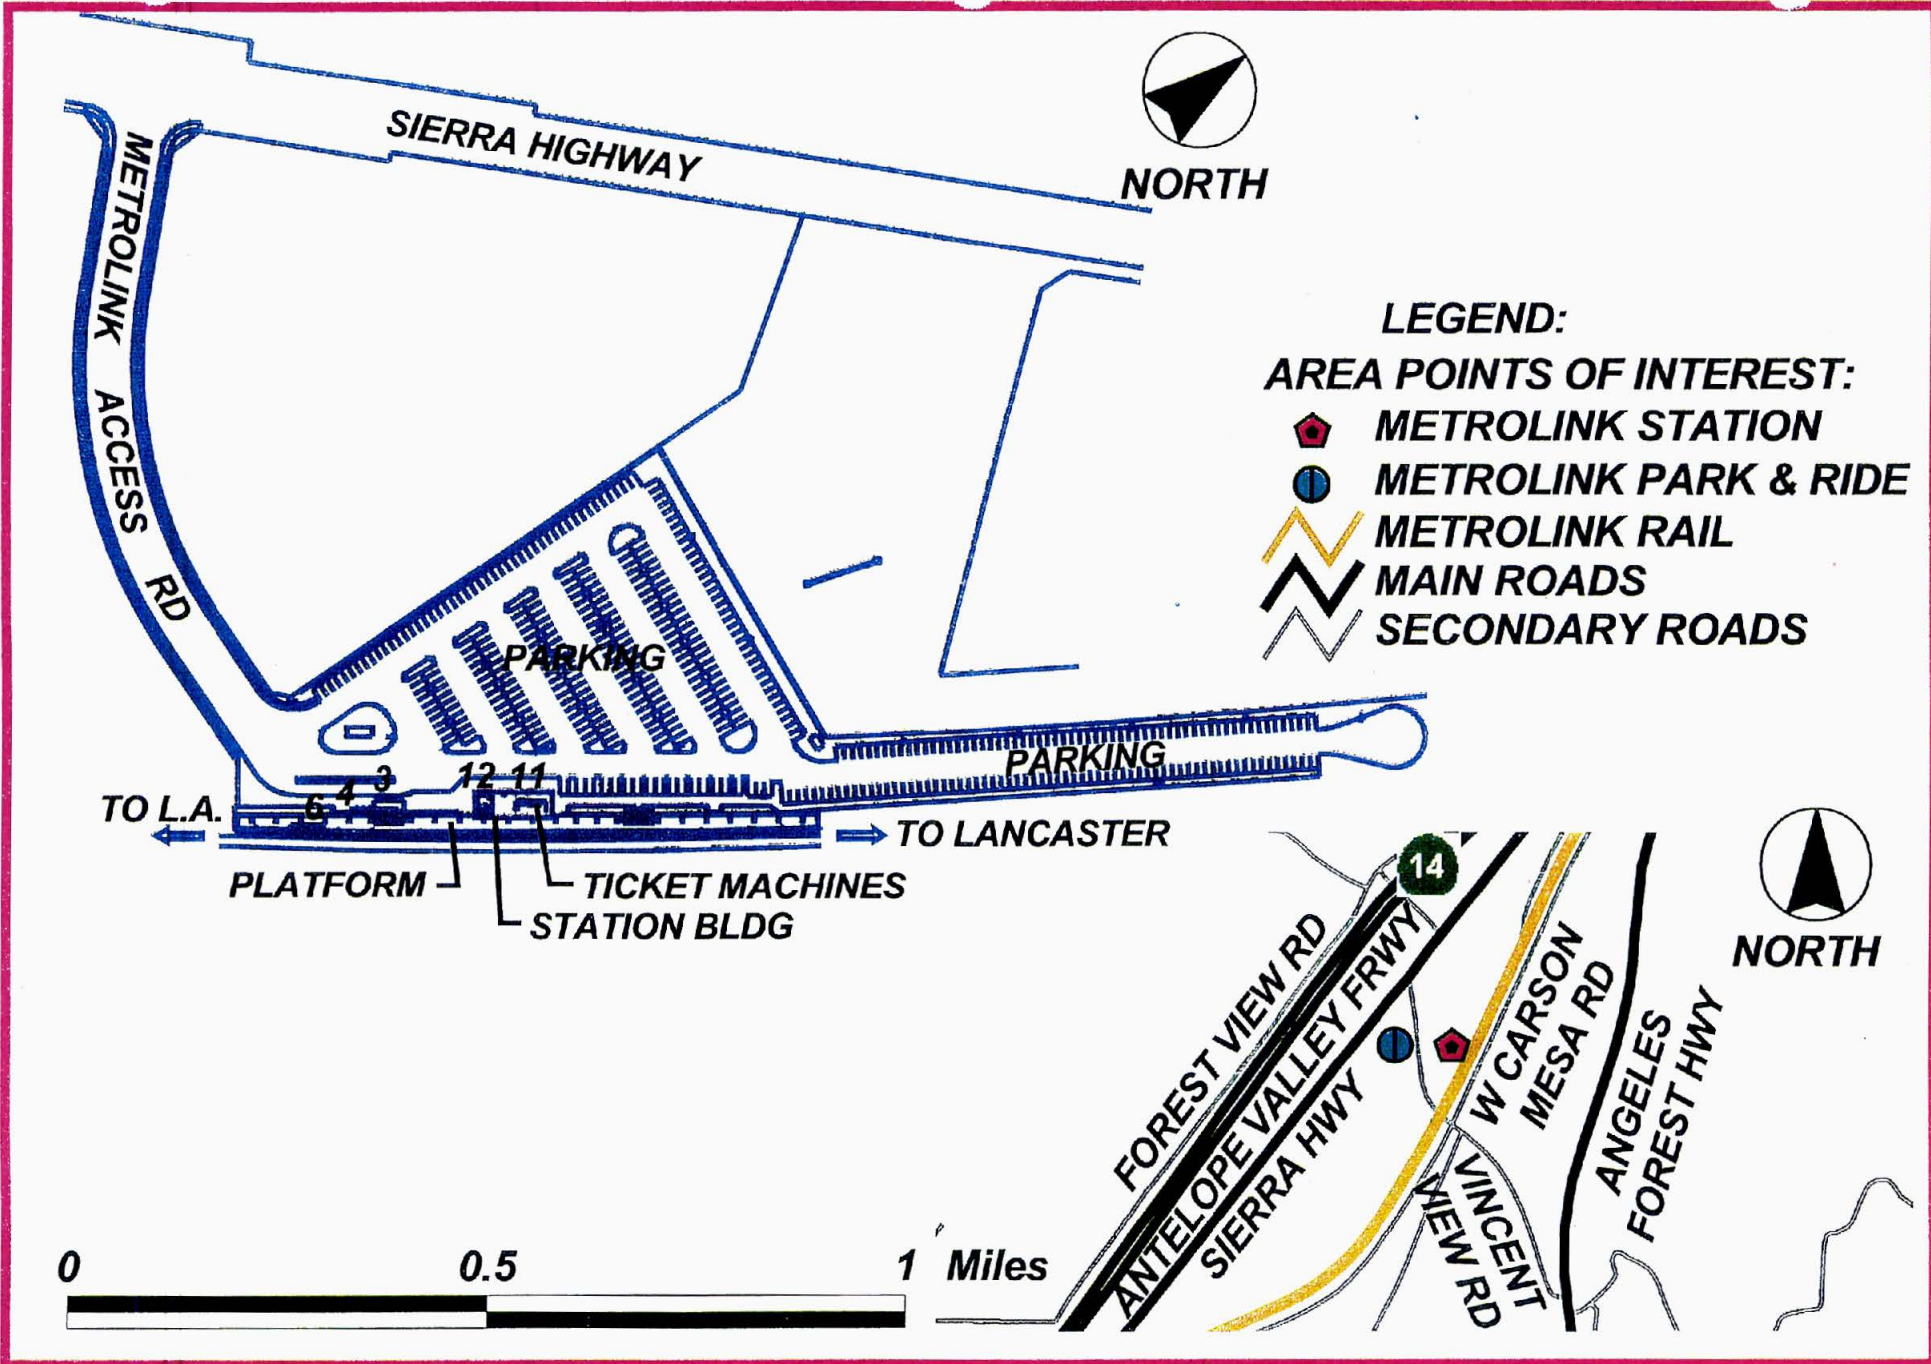 SIERRA HIGHWAY
NORTH
METROLINK ACCESS RD
LEGEND:
AREA POINTS OF INTEREST:
METROLINK STATION
METROLINK PARK & RIDE
METROLINK RAIL
MAIN ROADS
SECONDARY ROADS
PARKING
PARKING
6 4 3 12 11
TO L.A.
TO LANCASTER
PLATFORM
TICKET MACHINES
STATION BLDG
14
NORTH
FOREST VIEW RD
ANTELOPE VALLEY FRWY
SIERRA HWY
W CARSON
MESA RD
ANGELES
FOREST HWY
VINCENT
VIEW RD
0 0.5 1 Miles